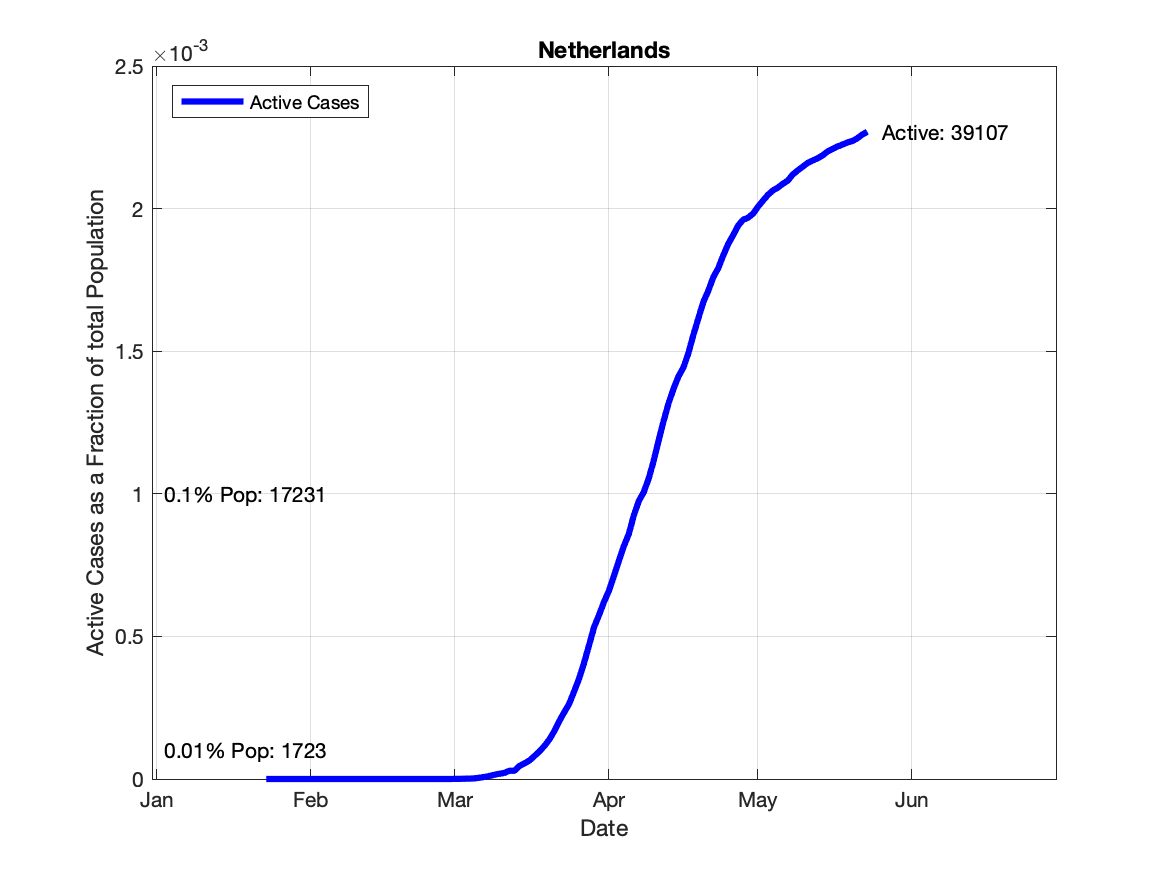 Netherlands
×10⁻³
2.5
2
1.5
1
0.5
0
Active Cases
Active: 39107
0.1% Pop: 17231
0.01% Pop: 1723
Active Cases as a Fraction of total Population
Jan Feb Mar Apr May Jun
Date